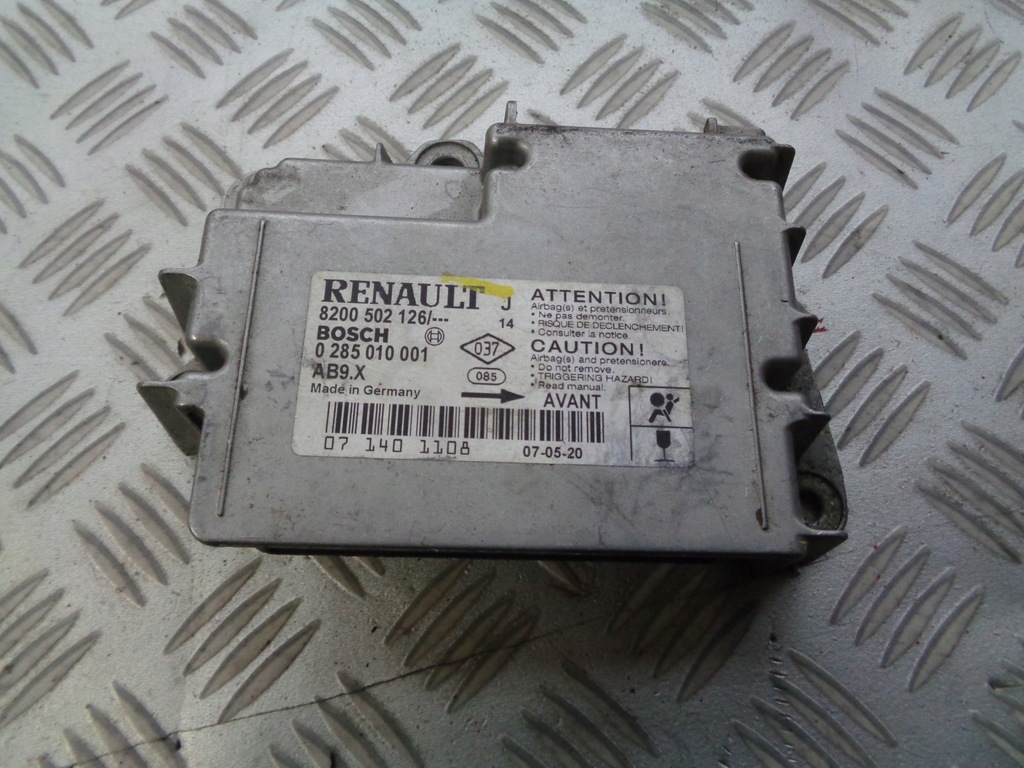 RENAULT J
8200 502 126/--- 14
BOSCH
0 285 010 001
037
AB9.X
085
Made in Germany
ATTENTION!
Airbag(s) et pretensionneurs.
• Ne pas demonter.
• RISQUE DE DECLENCHEMENT!
• Consulter la notice.
CAUTION!
Airbag(s) and pretensioners.
• Do not remove.
• TRIGGERING HAZARD!
• Read manual.
AVANT
07 140 1108 07-05-20